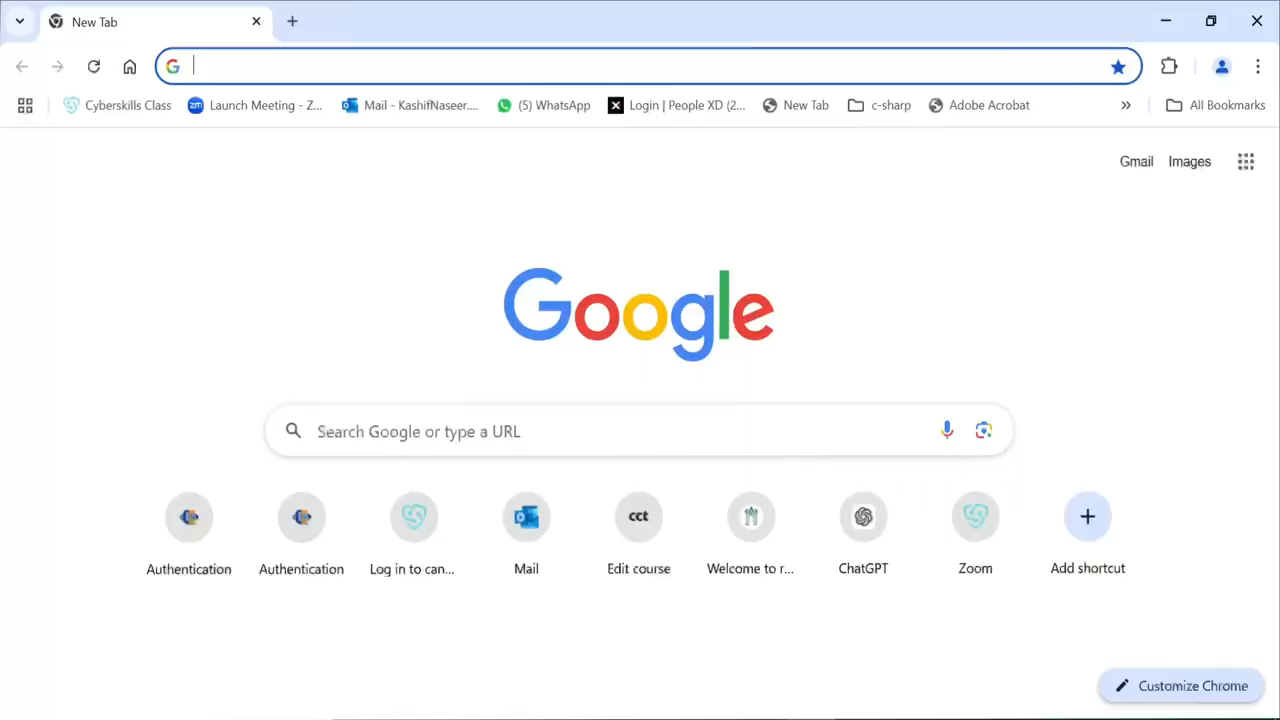 New Tab
Cyberskills Class
Launch Meeting - Z...
Mail - KashifNaseer....
(5) WhatsApp
Login | People XD (2...
New Tab
c-sharp
Adobe Acrobat
All Bookmarks
Gmail
Images
Google
Search Google or type a URL
cct
Authentication
Authentication
Log in to can...
Mail
Edit course
Welcome to r...
ChatGPT
Zoom
Add shortcut
Customize Chrome